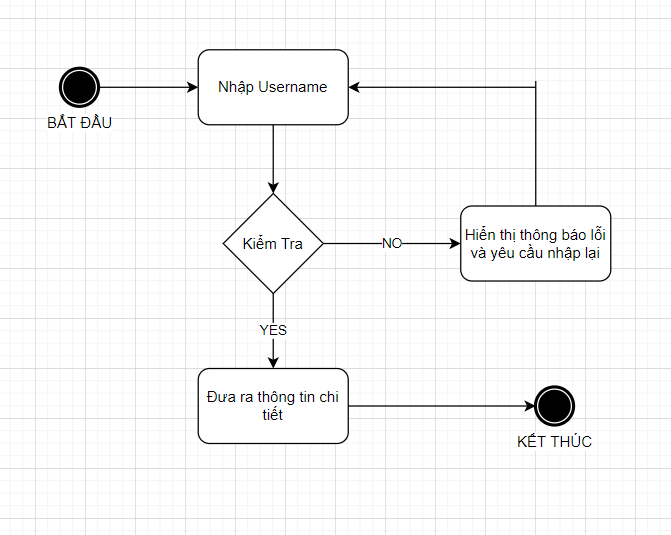 Nhập Username
BẮT ĐẦU
Kiểm Tra
NO
Hiển thị thông báo lỗi
và yêu cầu nhập lại
YES
Đưa ra thông tin chi
tiết
KẾT THÚC